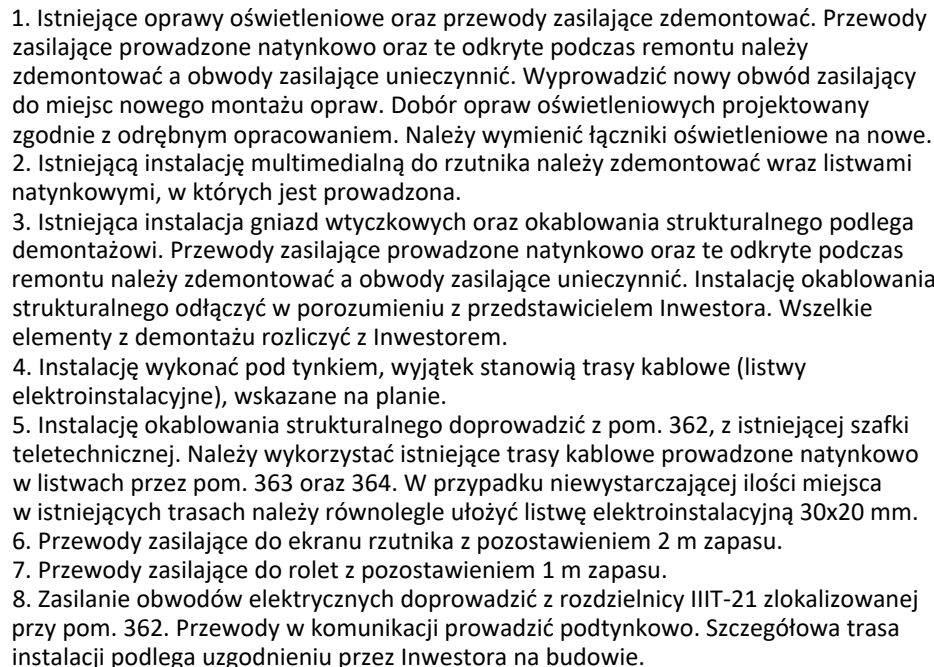 1. Istniejące oprawy oświetleniowe oraz przewody zasilające zdemontować. Przewody
zasilające prowadzone natynkowo oraz te odkryte podczas remontu należy
zdemontować a obwody zasilające unieczynnić. Wyprowadzić nowy obwód zasilający
do miejsc nowego montażu opraw. Dobór opraw oświetleniowych projektowany
zgodnie z odrębnym opracowaniem. Należy wymienić łączniki oświetleniowe na nowe.
2. Istniejącą instalację multimedialną do rzutnika należy zdemontować wraz listwami
natynkowymi, w których jest prowadzona.
3. Istniejąca instalacja gniazd wtyczkowych oraz okablowania strukturalnego podlega
demontażowi. Przewody zasilające prowadzone natynkowo oraz te odkryte podczas
remontu należy zdemontować a obwody zasilające unieczynnić. Instalację okablowania
strukturalnego odłączyć w porozumieniu z przedstawicielem Inwestora. Wszelkie
elementy z demontażu rozliczyć z Inwestorem.
4. Instalację wykonać pod tynkiem, wyjątek stanowią trasy kablowe (listwy
elektroinstalacyjne), wskazane na planie.
5. Instalację okablowania strukturalnego doprowadzić z pom. 362, z istniejącej szafki
teletechnicznej. Należy wykorzystać istniejące trasy kablowe prowadzone natynkowo
w listwach przez pom. 363 oraz 364. W przypadku niewystarczającej ilości miejsca
w istniejących trasach należy równolegle ułożyć listwę elektroinstalacyjną 30x20 mm.
6. Przewody zasilające do ekranu rzutnika z pozostawieniem 2 m zapasu.
7. Przewody zasilające do rolet z pozostawieniem 1 m zapasu.
8. Zasilanie obwodów elektrycznych doprowadzić z rozdzielnicy IIIT-21 zlokalizowanej
przy pom. 362. Przewody w komunikacji prowadzić podtynkowo. Szczegółowa trasa
instalacji podlega uzgodnieniu przez Inwestora na budowie.